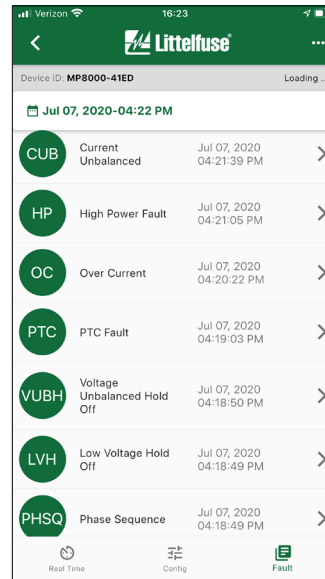 Verizon 16:23
Littelfuse®
Device ID: MP8000-41ED Loading ..
Jul 07, 2020-04:22 PM
CUB Current Unbalanced Jul 07, 2020 04:21:39 PM
HP High Power Fault Jul 07, 2020 04:21:05 PM
OC Over Current Jul 07, 2020 04:20:22 PM
PTC PTC Fault Jul 07, 2020 04:19:03 PM
VUBH Voltage Unbalanced Hold Off Jul 07, 2020 04:18:50 PM
LVH Low Voltage Hold Off Jul 07, 2020 04:18:49 PM
PHSQ Phase Sequence Jul 07, 2020 04:18:49 PM
Real Time Config Fault